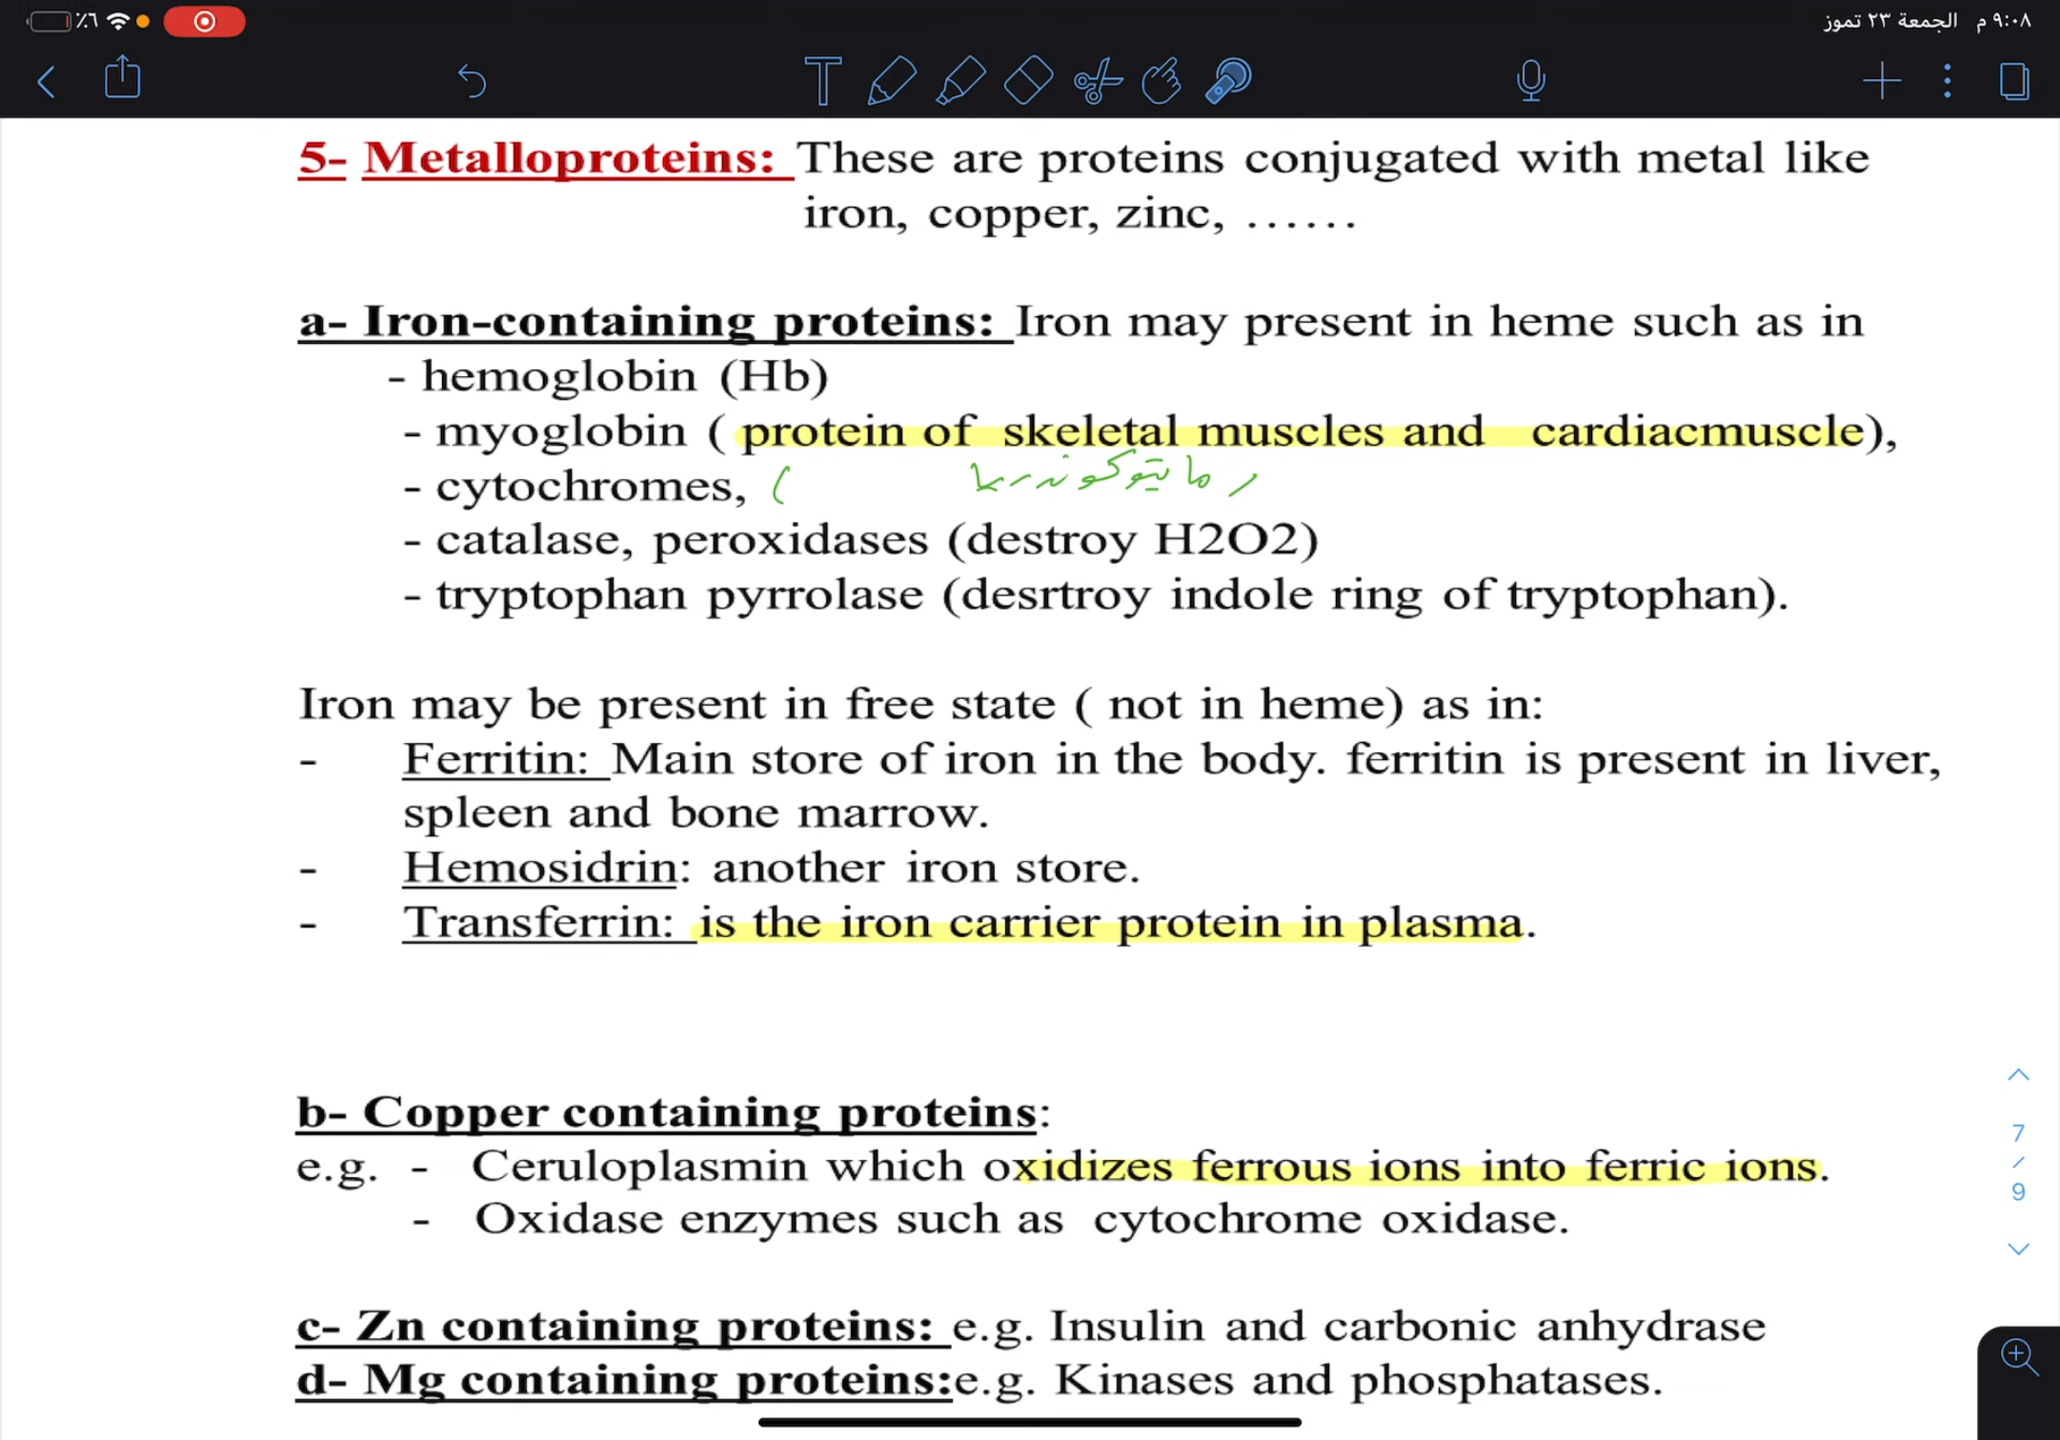 ٪٦
٩:٠٨ م الجمعة ٢٣ تموز
5- Metalloproteins: These are proteins conjugated with metal like
iron, copper, zinc, ......
a- Iron-containing proteins: Iron may present in heme such as in
- hemoglobin (Hb)
- myoglobin ( protein of skeletal muscles and cardiacmuscle),
- cytochromes, ( مايتوكوندريا
- catalase, peroxidases (destroy H2O2)
- tryptophan pyrrolase (desrtroy indole ring of tryptophan).
Iron may be present in free state ( not in heme) as in:
- Ferritin: Main store of iron in the body. ferritin is present in liver,
spleen and bone marrow.
- Hemosidrin: another iron store.
- Transferrin: is the iron carrier protein in plasma.
b- Copper containing proteins:
e.g. - Ceruloplasmin which oxidizes ferrous ions into ferric ions.
- Oxidase enzymes such as cytochrome oxidase.
c- Zn containing proteins: e.g. Insulin and carbonic anhydrase
d- Mg containing proteins:e.g. Kinases and phosphatases.
7
/
9